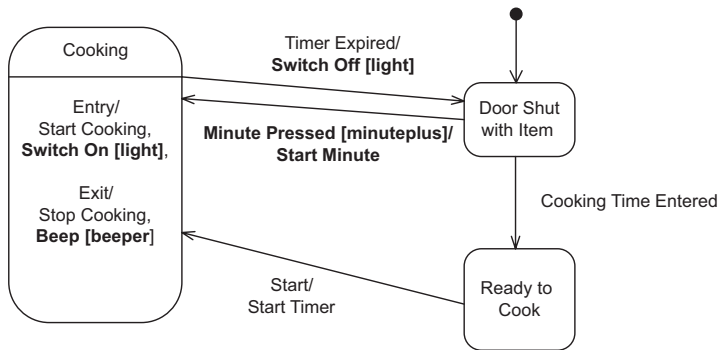 Cooking
Entry/
Start Cooking,
Switch On [light],
Exit/
Stop Cooking,
Beep [beeper]
Timer Expired/
Switch Off [light]
Minute Pressed [minuteplus]/
Start Minute
Door Shut
with Item
Cooking Time Entered
Start/
Start Timer
Ready to
Cook